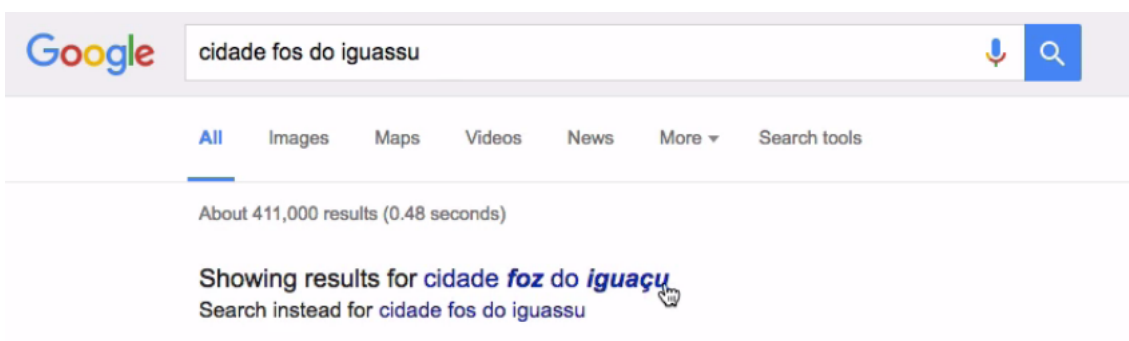 Google cidade fos do iguassu
All Images Maps Videos News More Search tools
About 411,000 results (0.48 seconds)
Showing results for cidade foz do iguaçu
Search instead for cidade fos do iguassu